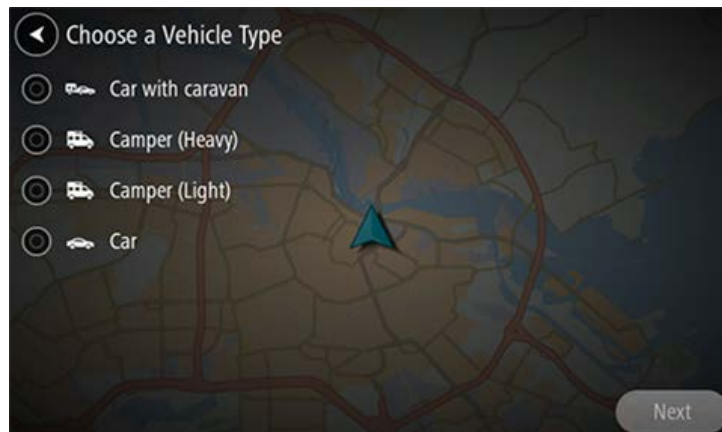 Choose a Vehicle Type
Car with caravan
Camper (Heavy)
Camper (Light)
Car
Next